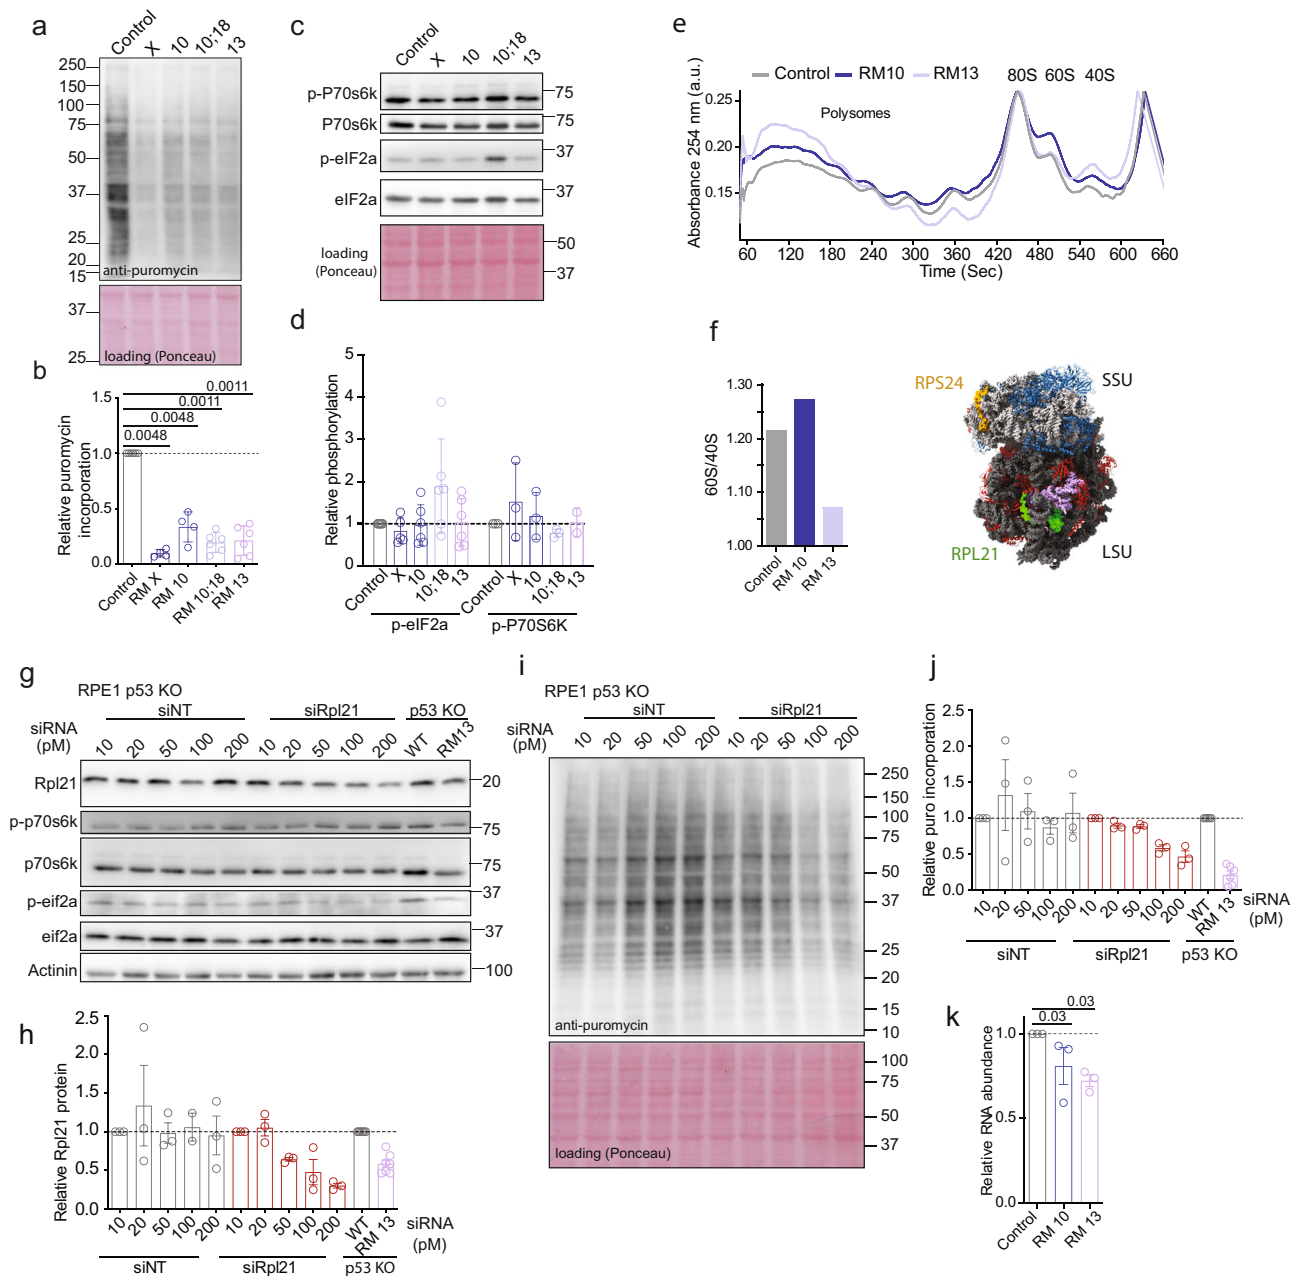 a
Control
X
10
10;18
13
250
150
100
75
50
37
25
20
15
anti-puromycin
37
25
loading (Ponceau)
b
Relative puromycin
incorporation
1.5
1.0
0.5
0.0
0.0011
0.0011
0.0048
0.0048
Control
RM X
RM 10
RM 10;18
RM 13
c
Control
X
10
10;18
13
p-P70s6k
75
P70s6k
75
p-eIF2a
37
eIF2a
37
loading
(Ponceau)
50
37
d
Relative phosphorylation
5
4
3
2
1
0
Control
X
10
10;18
13
Control
X
10
10;18
13
p-eIF2a
p-P70S6K
e
Control
RM10
RM13
80S 60S 40S
Polysomes
Absorbance 254 nm (a.u.)
0.25
0.20
0.15
60 120 180 240 300 360 420 480 540 600 660
Time (Sec)
f
60S/40S
1.30
1.20
1.10
1.00
Control
RM 10
RM 13
RPS24
SSU
RPL21
LSU
g
RPE1 p53 KO
siNT
siRpl21
p53 KO
siRNA
(pM)
10 20 50 100 200 10 20 50 100 200 WT RM13
Rpl21
20
p-p70s6k
75
p70s6k
75
p-eif2a
37
eif2a
37
Actinin
100
h
Relative Rpl21 protein
2.5
2.0
1.5
1.0
0.5
0.0
10 20 50 100 200 10 20 50 100 200 WT RM 13
siRNA
(pM)
siNT
siRpl21
p53 KO
i
RPE1 p53 KO
siNT
siRpl21
siRNA
(pM)
10 20 50 100 200 10 20 50 100 200
250
150
100
75
50
37
25
20
15
10
anti-puromycin
100
75
50
37
loading (Ponceau)
j
Relative puro incorporation
2.5
2.0
1.5
1.0
0.5
0.0
10 20 50 100 200 10 20 50 100 200 WT RM 13
siRNA
(pM)
siNT
siRpl21
p53 KO
k
Relative RNA abundance
0.03
0.03
1.0
0.5
0.0
Control
RM 10
RM 13